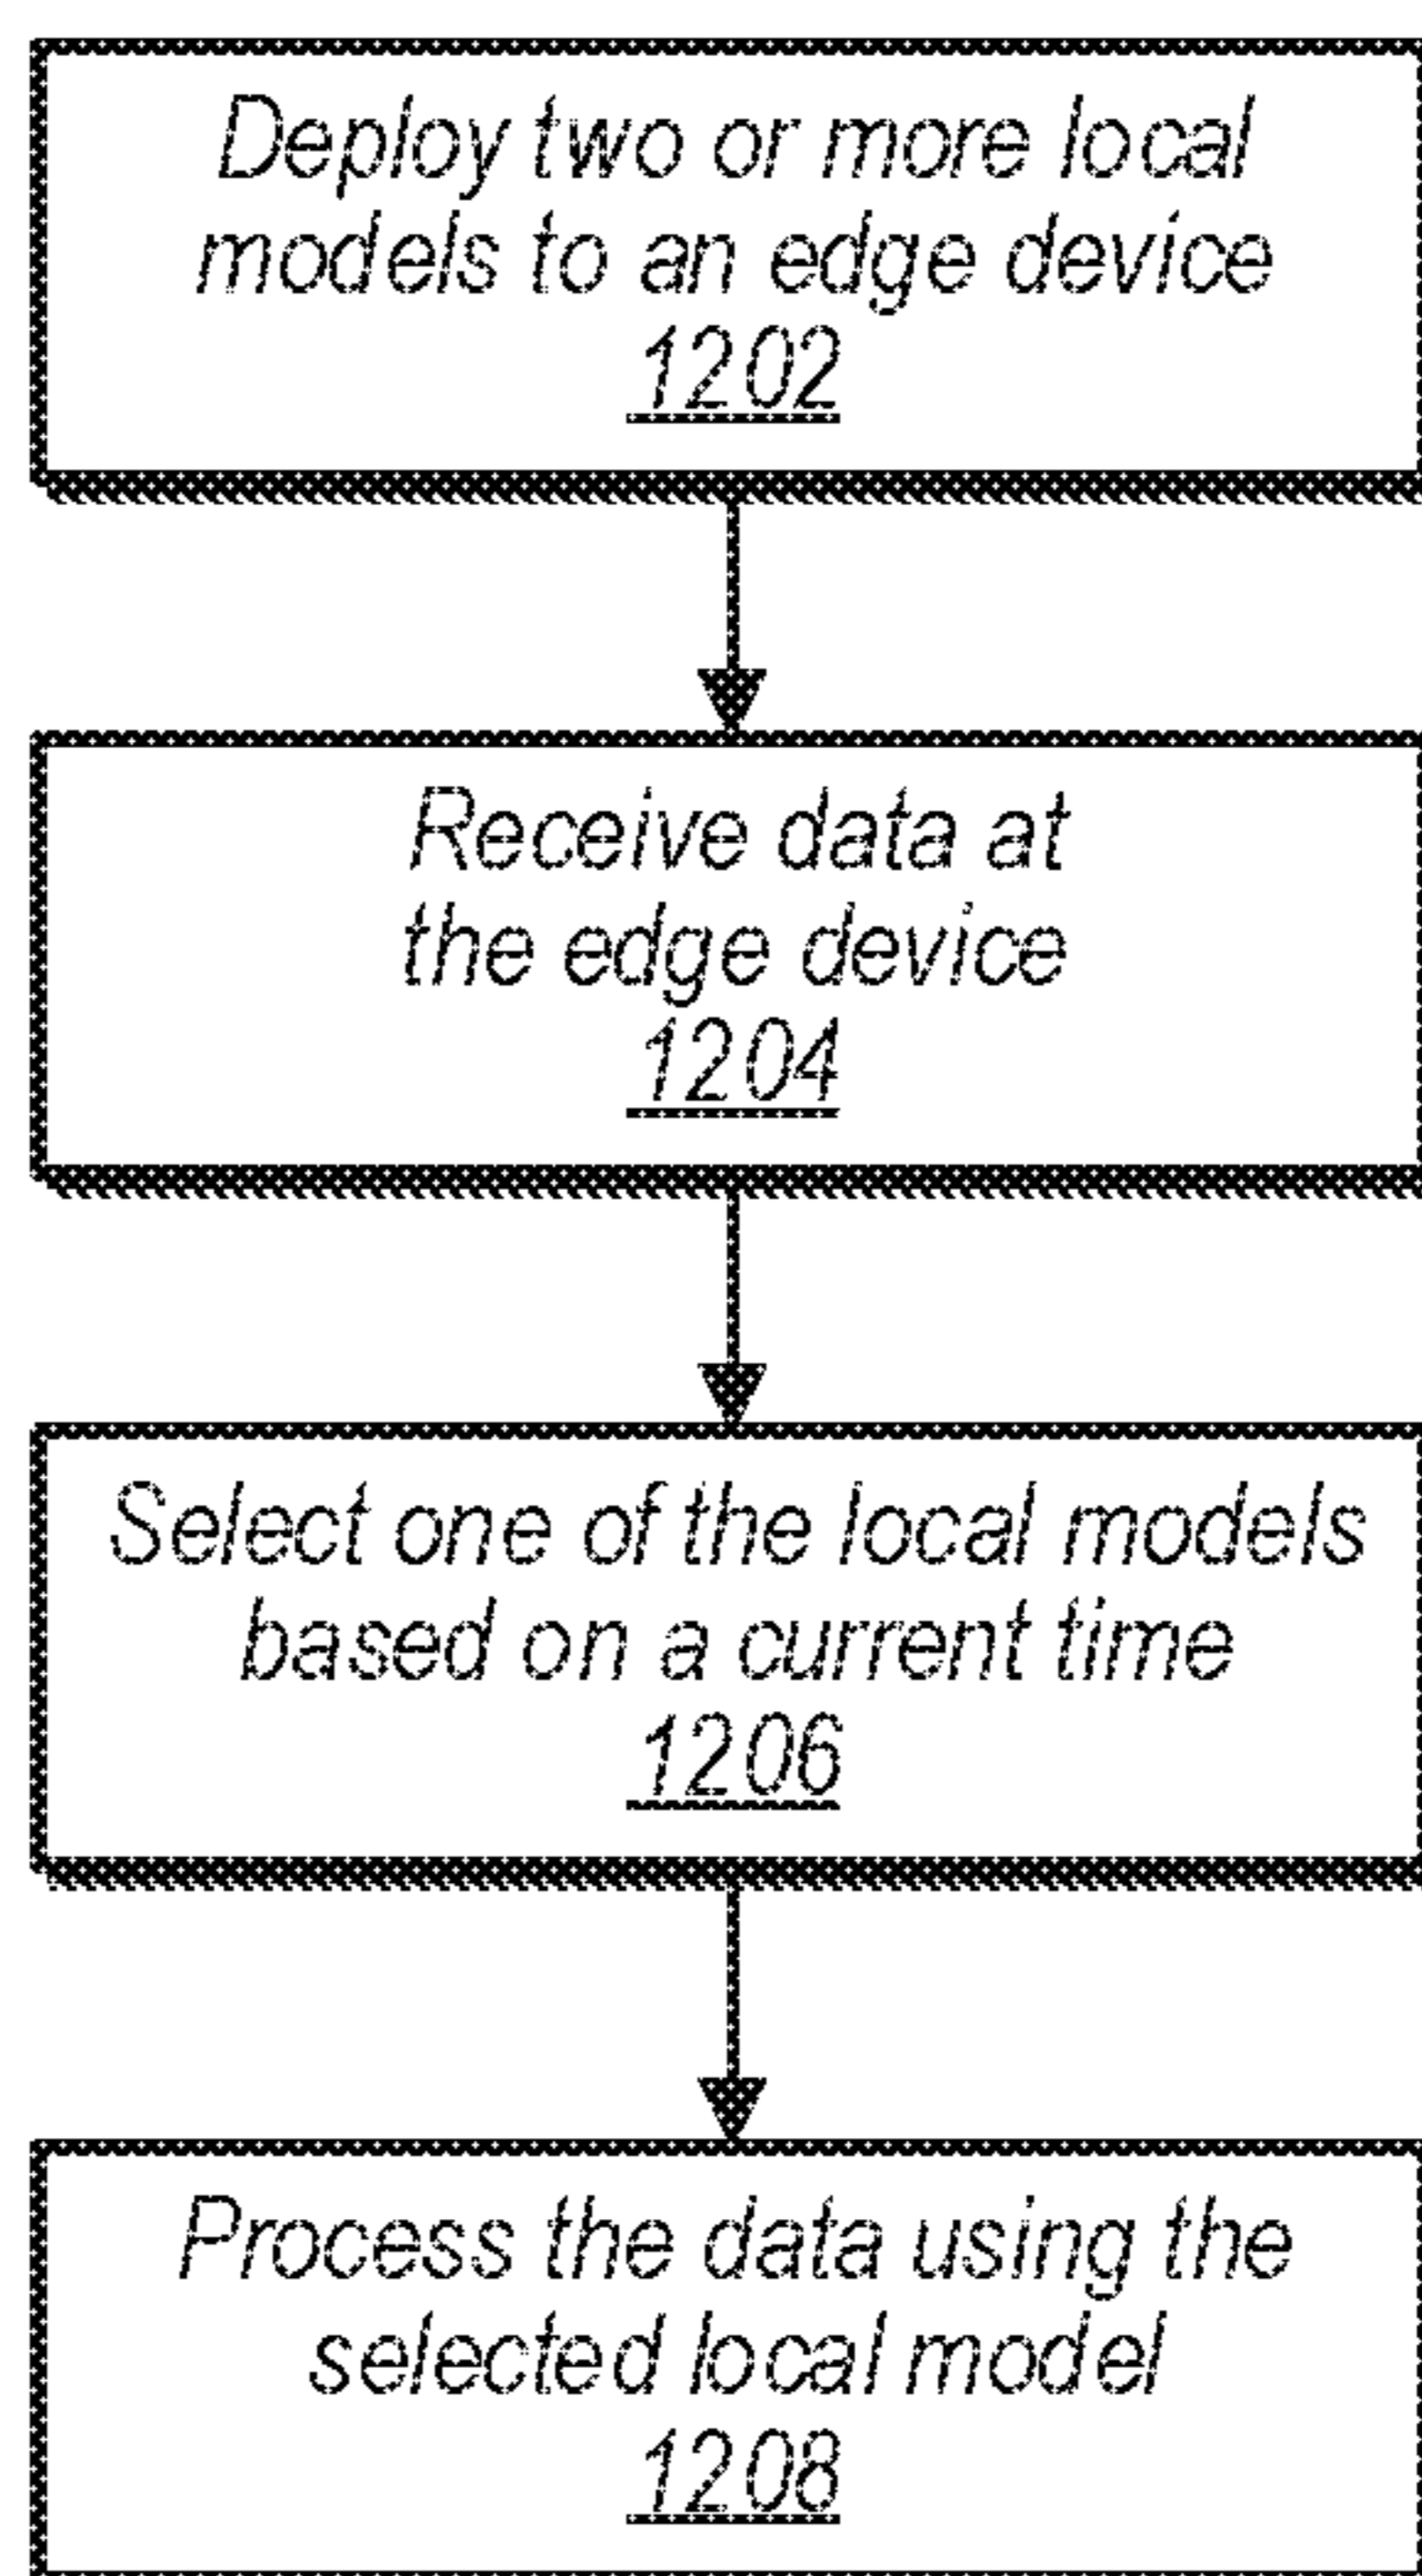 Deploy two or more local
models to an edge device
1202
Receive data at
the edge device
1204
Select one of the local models
based on a current time
1206
Process the data using the
selected local model
1208